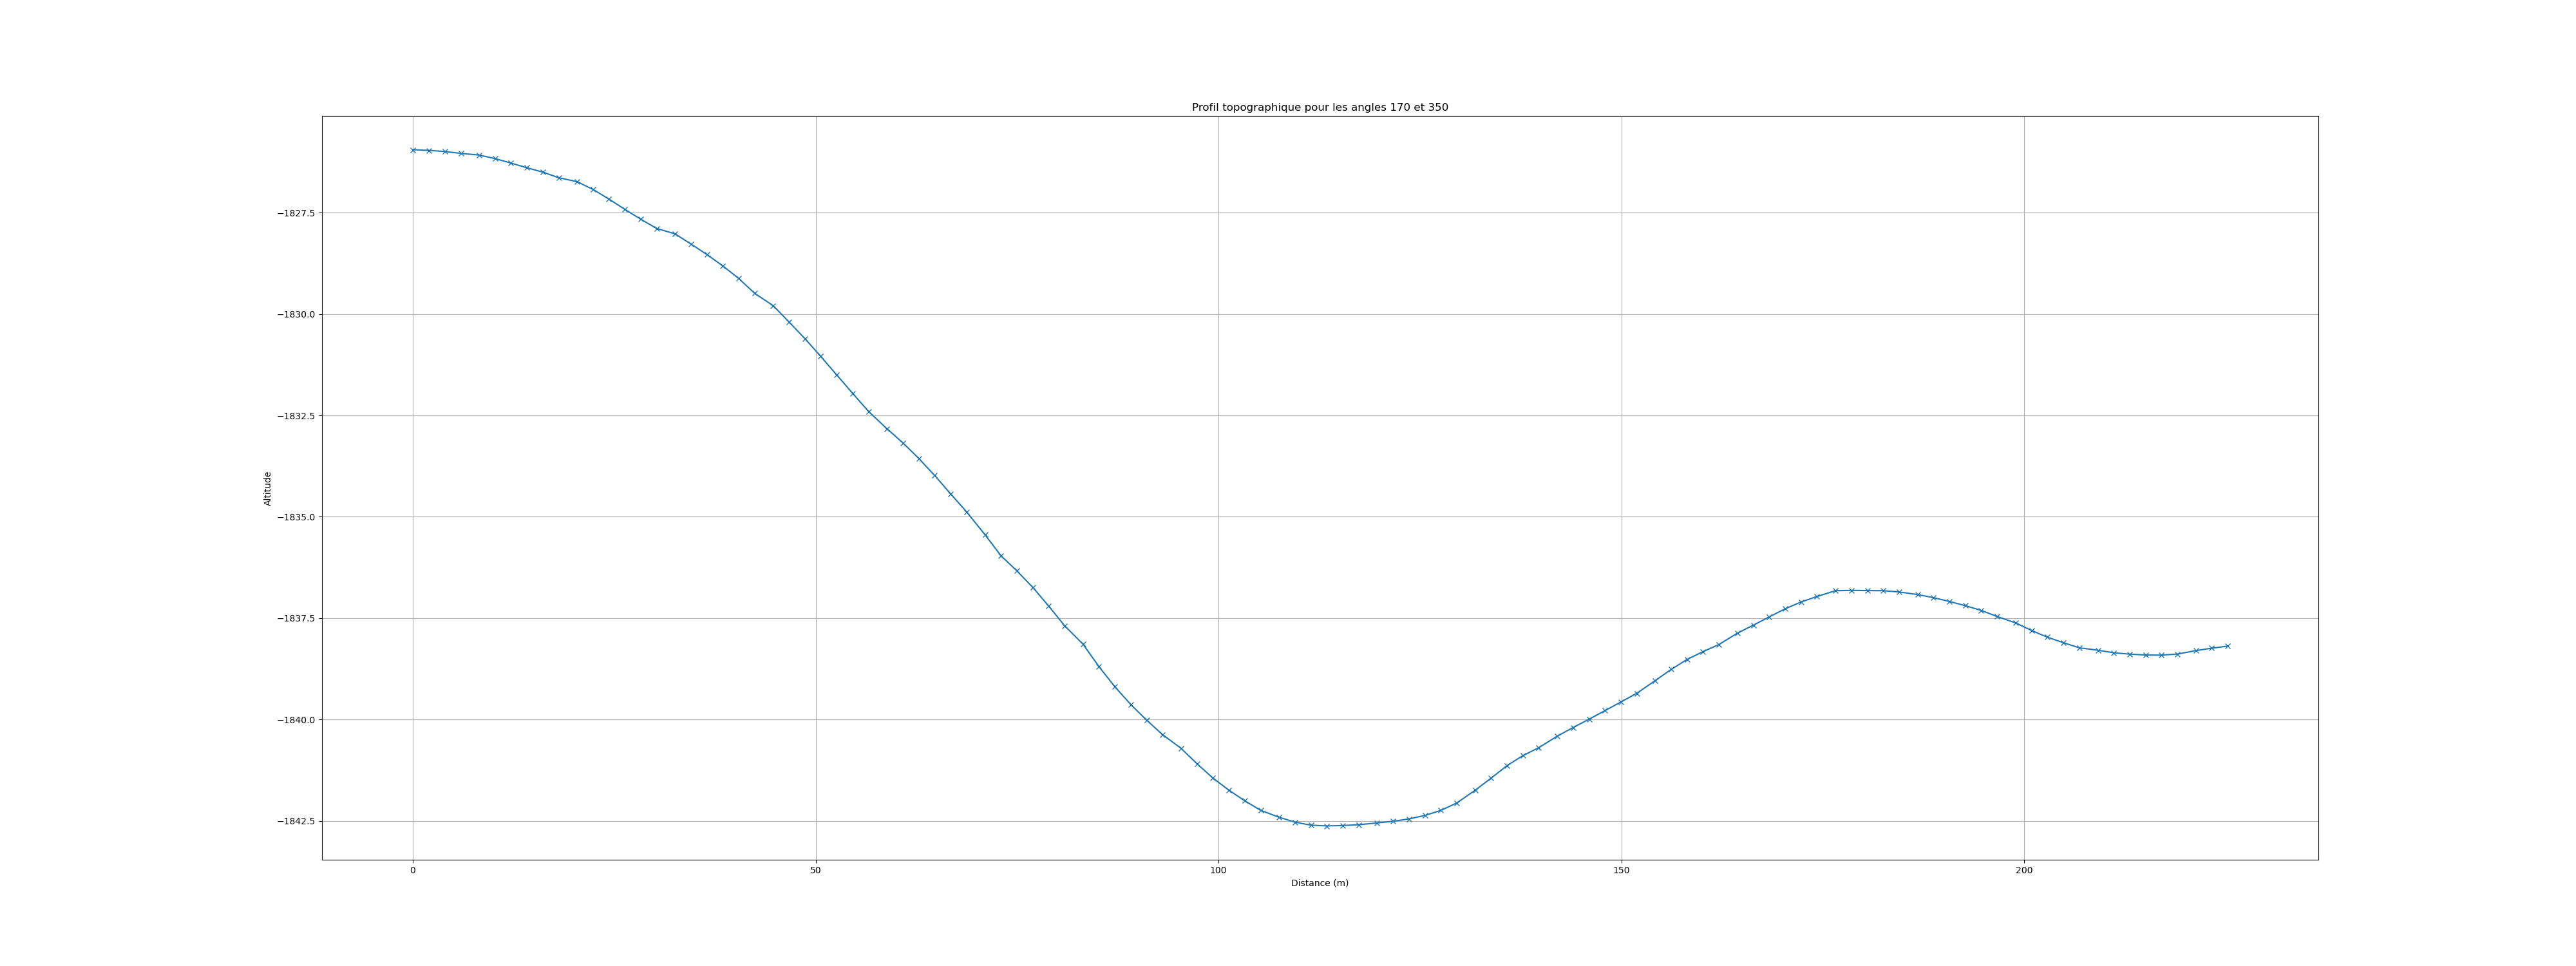 Profil topographique pour les angles 170 et 350
Altitude
−1827.5
−1830.0
−1832.5
−1835.0
−1837.5
−1840.0
−1842.5
0 50 100 150 200
Distance (m)